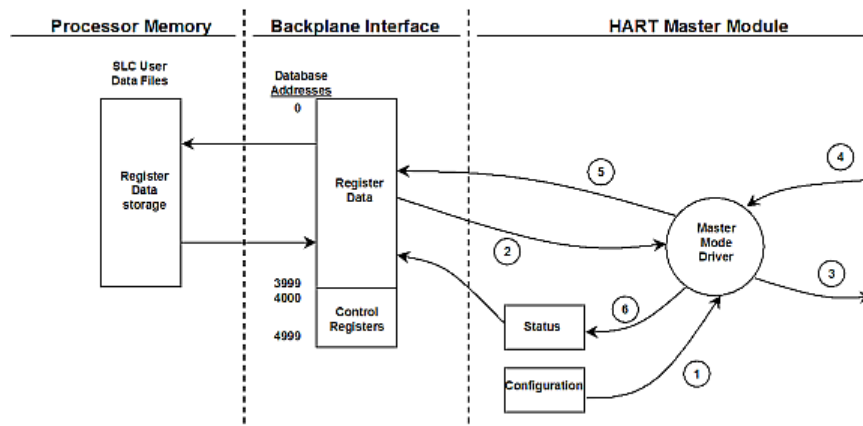 Processor Memory
Backplane Interface
HART Master Module
SLC User
Data Files
Database
Addresses
0
Register
Data
storage
Register
Data
3999
4000
Control
Registers
4999
5
4
2
Master
Mode
Driver
3
Status
6
Configuration
1